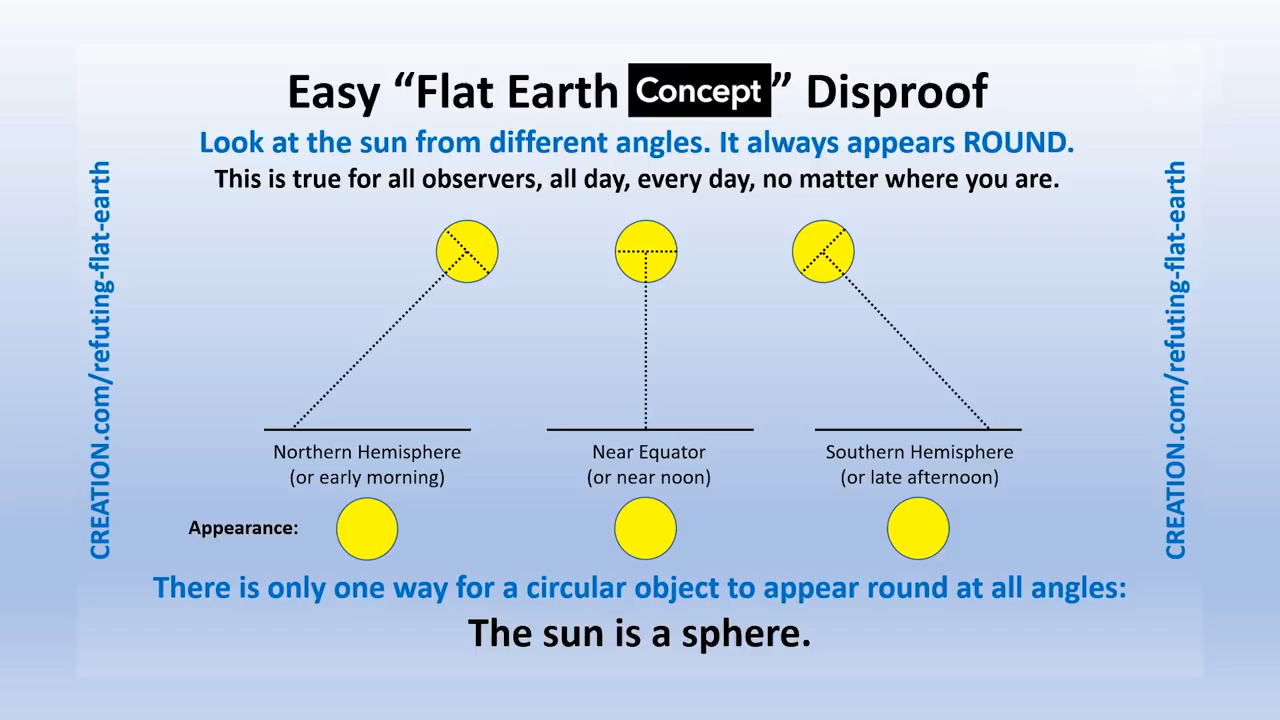 Easy “Flat Earth Concept” Disproof
Look at the sun from different angles. It always appears ROUND.
This is true for all observers, all day, every day, no matter where you are.
CREATION.com/refuting-flat-earth
CREATION.com/refuting-flat-earth
Northern Hemisphere
(or early morning)
Near Equator
(or near noon)
Southern Hemisphere
(or late afternoon)
Appearance:
There is only one way for a circular object to appear round at all angles:
The sun is a sphere.